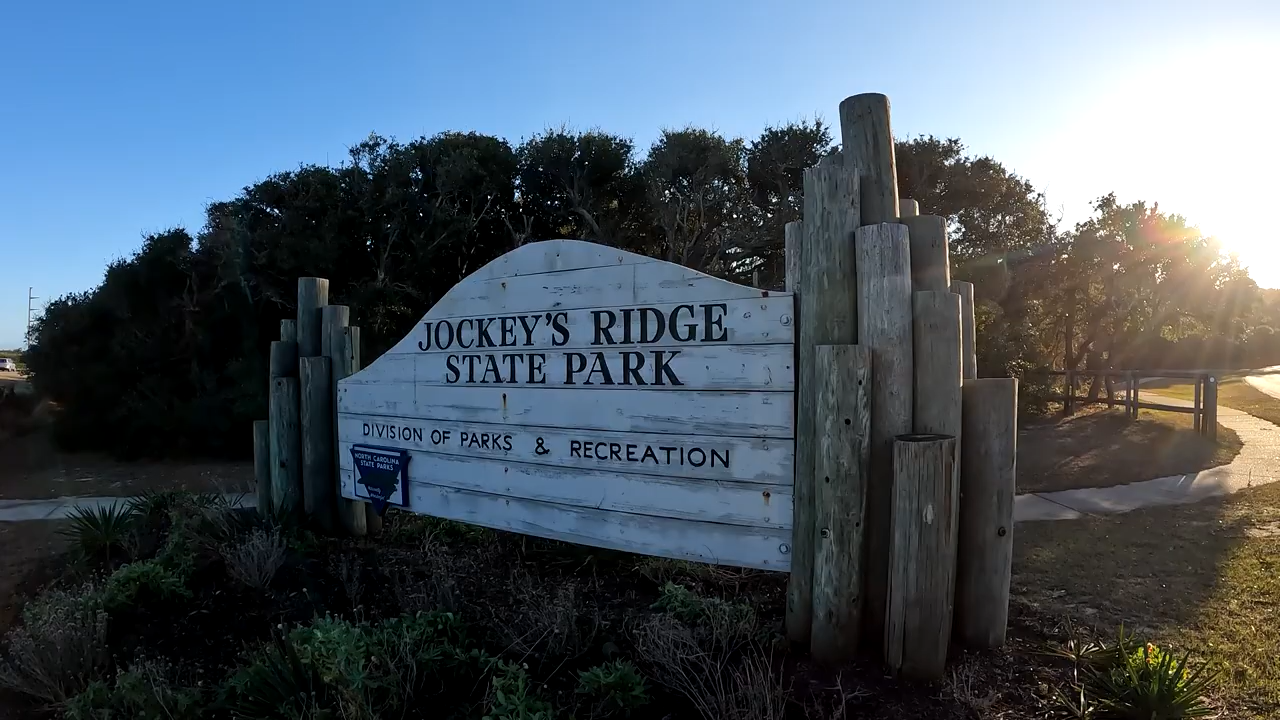 JOCKEY'S RIDGE
STATE PARK
DIVISION OF PARKS & RECREATION
NORTH CAROLINA
STATE PARKS